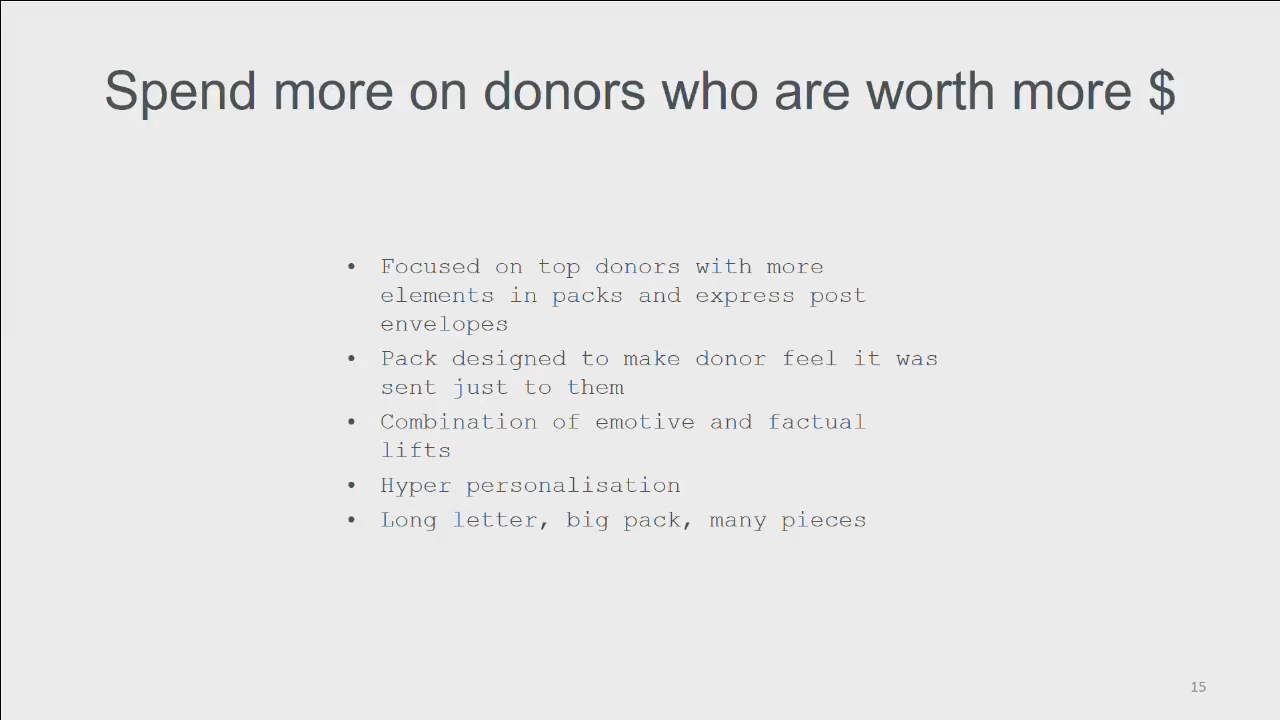 Spend more on donors who are worth more $
• Focused on top donors with more
elements in packs and express post
envelopes
• Pack designed to make donor feel it was
sent just to them
• Combination of emotive and factual
lifts
• Hyper personalisation
• Long letter, big pack, many pieces
15